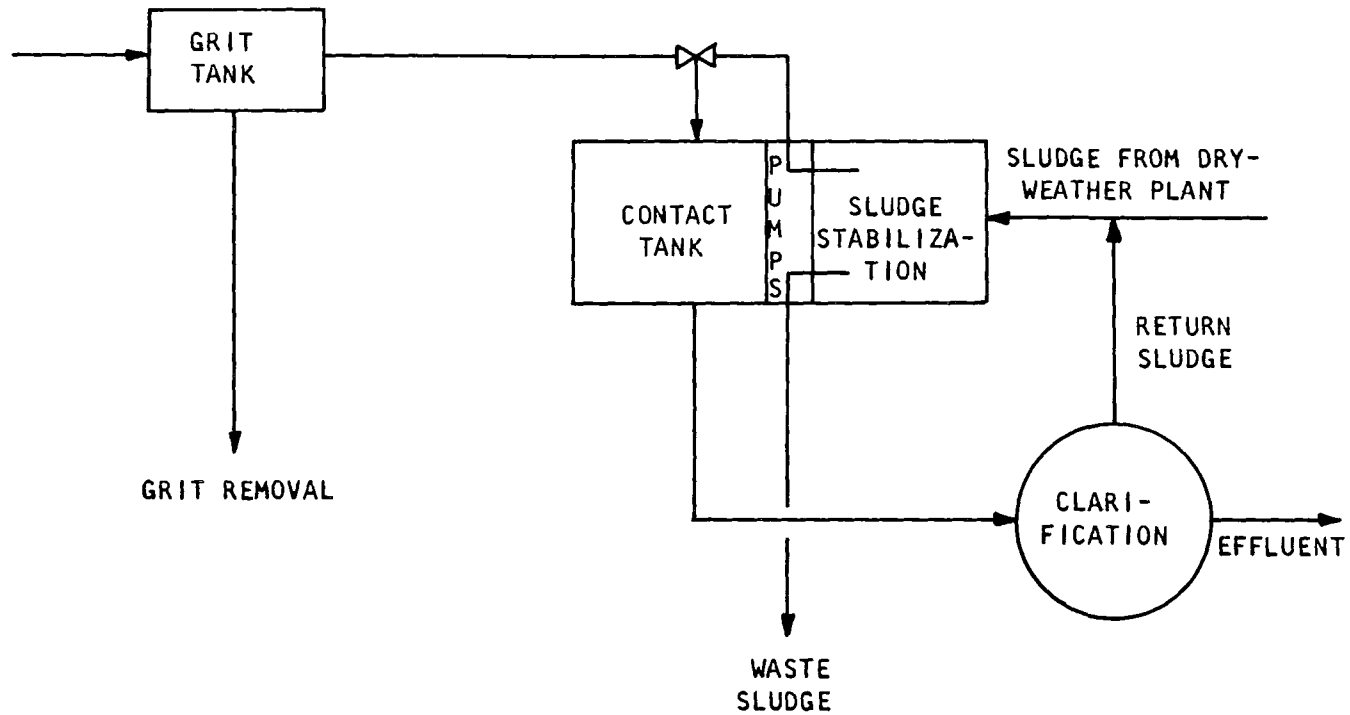 GRIT
TANK
PUMPS
SLUDGE FROM DRY-
WEATHER PLANT
CONTACT
TANK
SLUDGE
STABILIZA-
TION
RETURN
SLUDGE
GRIT REMOVAL
CLARI-
FICATION
EFFLUENT
WASTE
SLUDGE